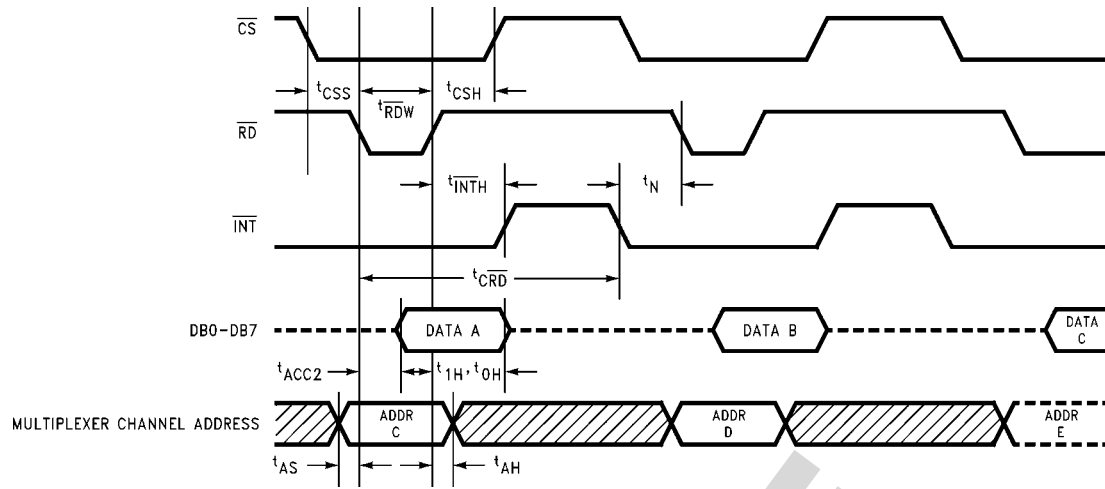 CS
tCSS tRDW tCSH
RD
tINTH tN
INT
tCRD
DB0-DB7 DATA A DATA B DATA C
tACC2 t1H, t0H
MULTIPLEXER CHANNEL ADDRESS ADDR C ADDR D ADDR E
tAS tAH